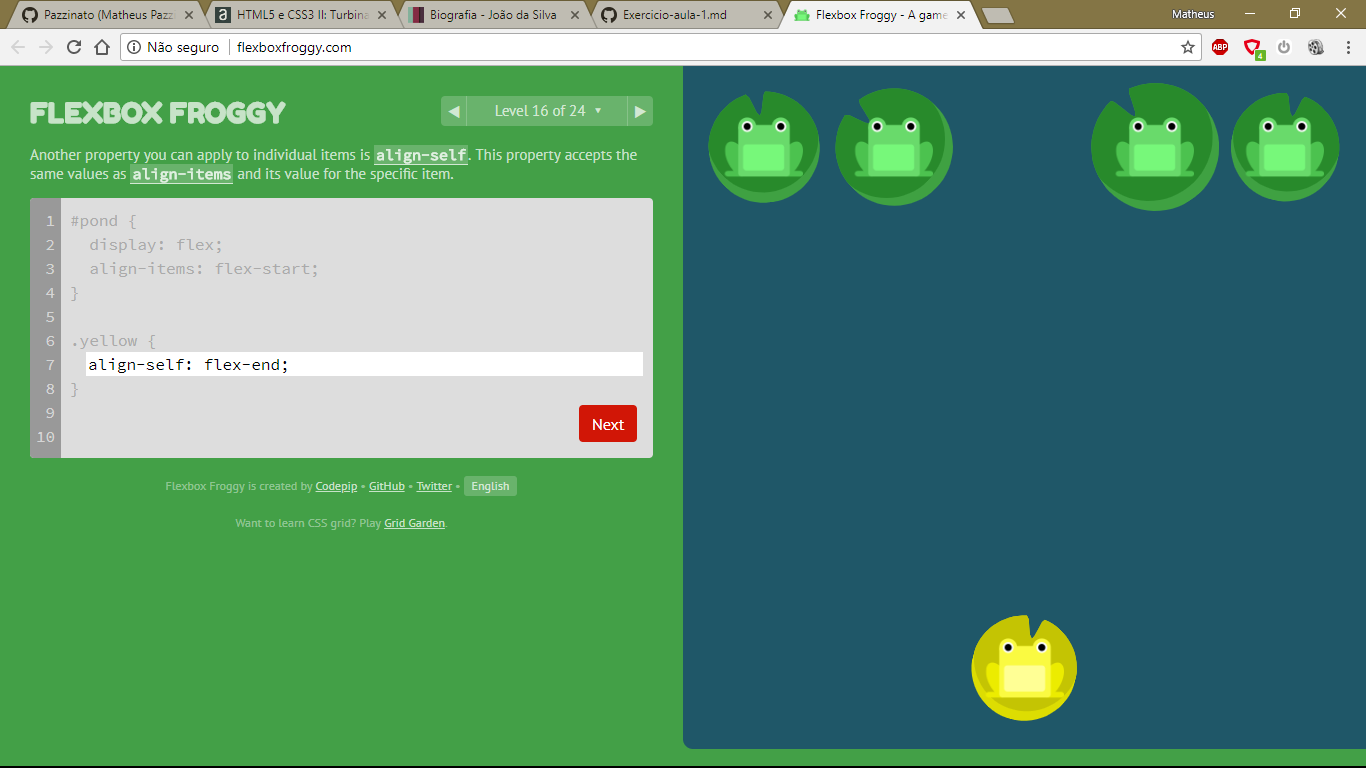 Pazzinato (Matheus Pazz
HTML5 e CSS3 II: Turbina
Biografia - João da Silva
Exercicio-aula-1.md
Flexbox Froggy - A game
Matheus
Não seguro
flexboxfroggy.com
ABP
4
FLEXBOX FROGGY
◀ Level 16 of 24 ▼ ▶
Another property you can apply to individual items is align-self. This property accepts the
same values as align-items and its value for the specific item.
1 #pond {
2 display: flex;
3 align-items: flex-start;
4 }
5
6 .yellow {
7 align-self: flex-end;
8 }
9
10
Next
Flexbox Froggy is created by Codepip • GitHub • Twitter • English
Want to learn CSS grid? Play Grid Garden.